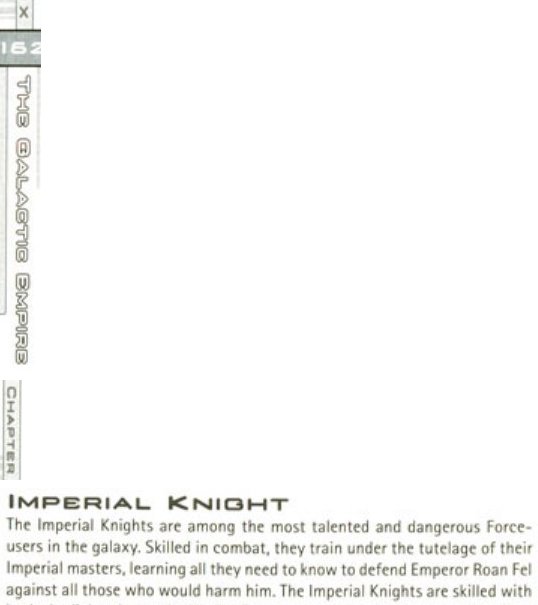 X
162
THE GALACTIC EMPIRE
CHAPTER
IMPERIAL KNIGHT
The Imperial Knights are among the most talented and dangerous Force-
users in the galaxy. Skilled in combat, they train under the tutelage of their
Imperial masters, learning all they need to know to defend Emperor Roan Fel
against all those who would harm him. The Imperial Knights are skilled with